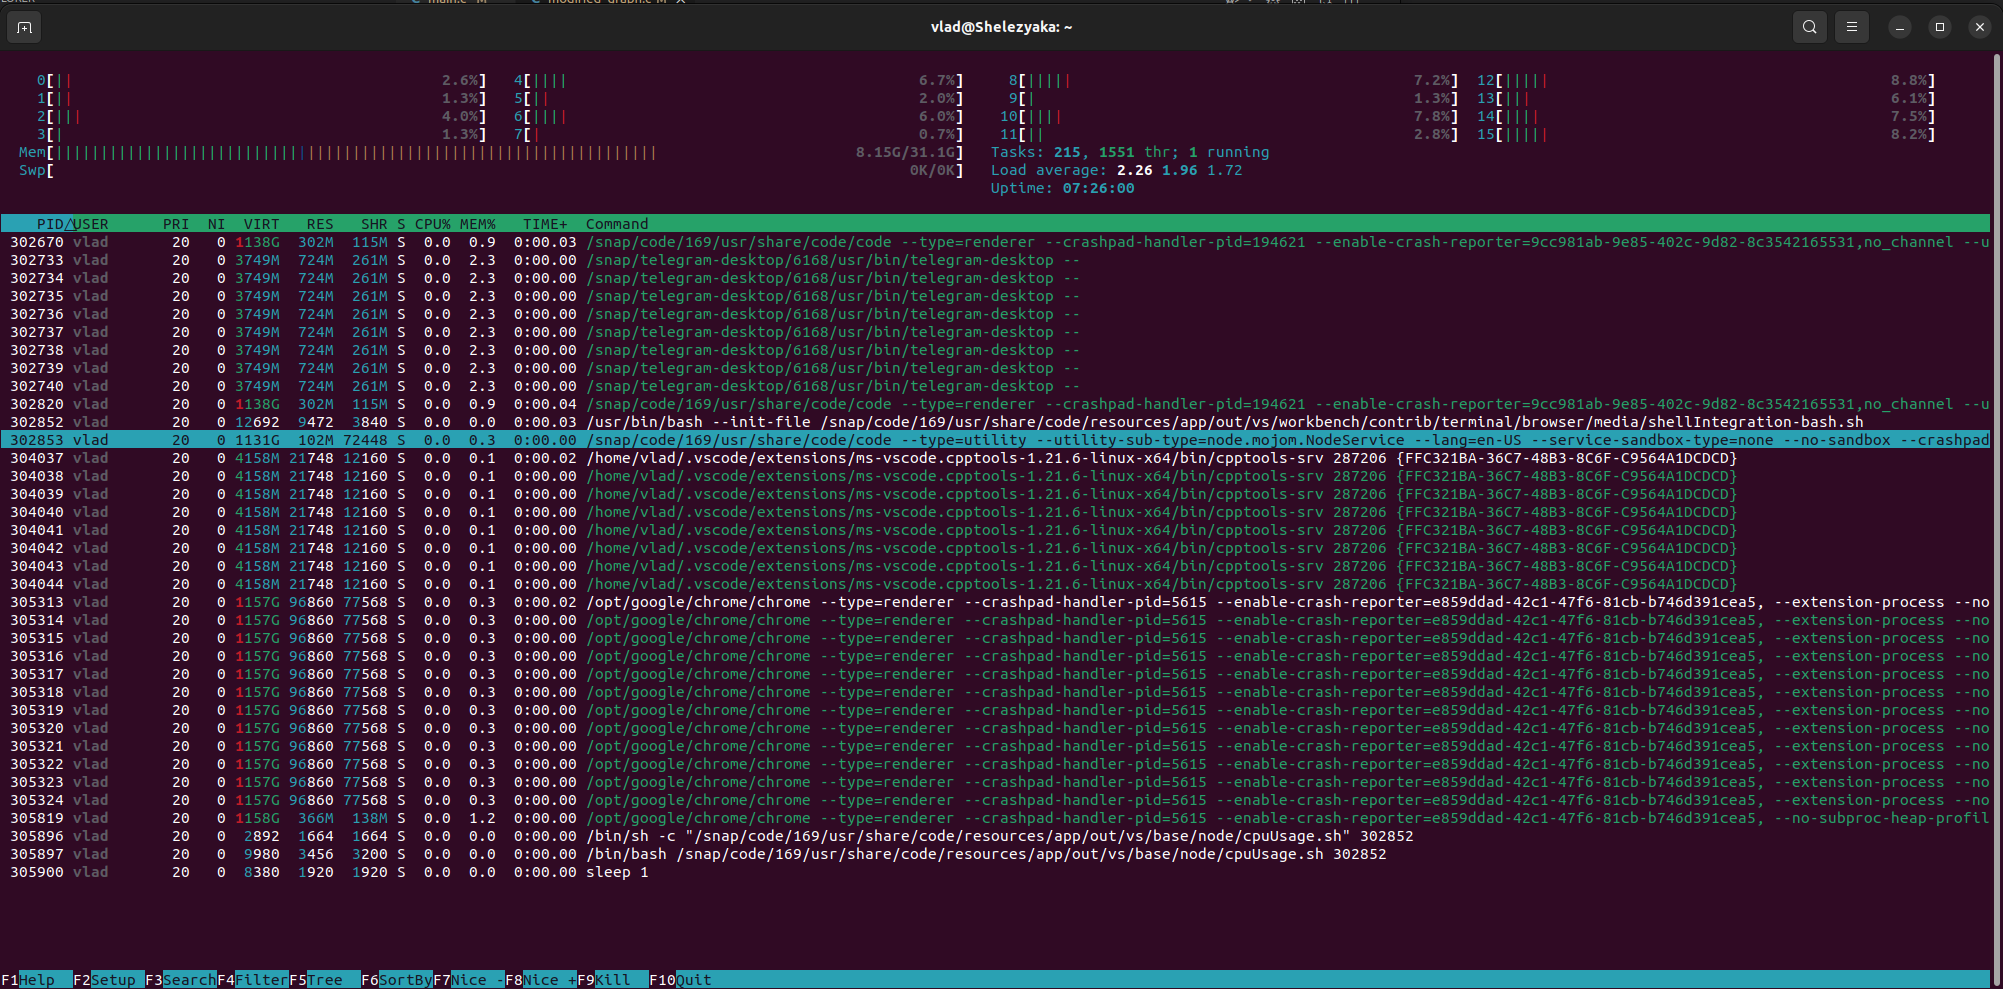 vlad@Shelezyaka: ~
0[|| 2.6%] 4[|||| 6.7%] 8[||||| 7.2%] 12[||||| 8.8%]
1[|| 1.3%] 5[|| 2.0%] 9[| 1.3%] 13[||| 6.1%]
2[||| 4.0%] 6[|||| 6.0%] 10[|||| 7.8%] 14[|||| 7.5%]
3[| 1.3%] 7[| 0.7%] 11[|| 2.8%] 15[||||| 8.2%]
Mem[||||||||||||||||||||||||||||||||||||||||||||||||||||||||||||||||||| 8.15G/31.1G] Tasks: 215, 1551 thr; 1 running
Swp[ 0K/0K] Load average: 2.26 1.96 1.72
Uptime: 07:26:00
PID△USER PRI NI VIRT RES SHR S CPU% MEM% TIME+ Command
302670 vlad 20 0 1138G 302M 115M S 0.0 0.9 0:00.03 /snap/code/169/usr/share/code/code --type=renderer --crashpad-handler-pid=194621 --enable-crash-reporter=9cc981ab-9e85-402c-9d82-8c3542165531,no_channel --u
302733 vlad 20 0 3749M 724M 261M S 0.0 2.3 0:00.00 /snap/telegram-desktop/6168/usr/bin/telegram-desktop --
302734 vlad 20 0 3749M 724M 261M S 0.0 2.3 0:00.00 /snap/telegram-desktop/6168/usr/bin/telegram-desktop --
302735 vlad 20 0 3749M 724M 261M S 0.0 2.3 0:00.00 /snap/telegram-desktop/6168/usr/bin/telegram-desktop --
302736 vlad 20 0 3749M 724M 261M S 0.0 2.3 0:00.00 /snap/telegram-desktop/6168/usr/bin/telegram-desktop --
302737 vlad 20 0 3749M 724M 261M S 0.0 2.3 0:00.00 /snap/telegram-desktop/6168/usr/bin/telegram-desktop --
302738 vlad 20 0 3749M 724M 261M S 0.0 2.3 0:00.00 /snap/telegram-desktop/6168/usr/bin/telegram-desktop --
302739 vlad 20 0 3749M 724M 261M S 0.0 2.3 0:00.00 /snap/telegram-desktop/6168/usr/bin/telegram-desktop --
302740 vlad 20 0 3749M 724M 261M S 0.0 2.3 0:00.00 /snap/telegram-desktop/6168/usr/bin/telegram-desktop --
302820 vlad 20 0 1138G 302M 115M S 0.0 0.9 0:00.04 /snap/code/169/usr/share/code/code --type=renderer --crashpad-handler-pid=194621 --enable-crash-reporter=9cc981ab-9e85-402c-9d82-8c3542165531,no_channel --u
302852 vlad 20 0 12692 9472 3840 S 0.0 0.0 0:00.03 /usr/bin/bash --init-file /snap/code/169/usr/share/code/resources/app/out/vs/workbench/contrib/terminal/browser/media/shellIntegration-bash.sh
302853 vlad 20 0 1131G 102M 72448 S 0.0 0.3 0:00.00 /snap/code/169/usr/share/code/code --type=utility --utility-sub-type=node.mojom.NodeService --lang=en-US --service-sandbox-type=none --no-sandbox --crashpad
304037 vlad 20 0 4158M 21748 12160 S 0.0 0.1 0:00.02 /home/vlad/.vscode/extensions/ms-vscode.cpptools-1.21.6-linux-x64/bin/cpptools-srv 287206 {FFC321BA-36C7-48B3-8C6F-C9564A1DCDCD}
304038 vlad 20 0 4158M 21748 12160 S 0.0 0.1 0:00.00 /home/vlad/.vscode/extensions/ms-vscode.cpptools-1.21.6-linux-x64/bin/cpptools-srv 287206 {FFC321BA-36C7-48B3-8C6F-C9564A1DCDCD}
304039 vlad 20 0 4158M 21748 12160 S 0.0 0.1 0:00.00 /home/vlad/.vscode/extensions/ms-vscode.cpptools-1.21.6-linux-x64/bin/cpptools-srv 287206 {FFC321BA-36C7-48B3-8C6F-C9564A1DCDCD}
304040 vlad 20 0 4158M 21748 12160 S 0.0 0.1 0:00.00 /home/vlad/.vscode/extensions/ms-vscode.cpptools-1.21.6-linux-x64/bin/cpptools-srv 287206 {FFC321BA-36C7-48B3-8C6F-C9564A1DCDCD}
304041 vlad 20 0 4158M 21748 12160 S 0.0 0.1 0:00.00 /home/vlad/.vscode/extensions/ms-vscode.cpptools-1.21.6-linux-x64/bin/cpptools-srv 287206 {FFC321BA-36C7-48B3-8C6F-C9564A1DCDCD}
304042 vlad 20 0 4158M 21748 12160 S 0.0 0.1 0:00.00 /home/vlad/.vscode/extensions/ms-vscode.cpptools-1.21.6-linux-x64/bin/cpptools-srv 287206 {FFC321BA-36C7-48B3-8C6F-C9564A1DCDCD}
304043 vlad 20 0 4158M 21748 12160 S 0.0 0.1 0:00.00 /home/vlad/.vscode/extensions/ms-vscode.cpptools-1.21.6-linux-x64/bin/cpptools-srv 287206 {FFC321BA-36C7-48B3-8C6F-C9564A1DCDCD}
304044 vlad 20 0 4158M 21748 12160 S 0.0 0.1 0:00.00 /home/vlad/.vscode/extensions/ms-vscode.cpptools-1.21.6-linux-x64/bin/cpptools-srv 287206 {FFC321BA-36C7-48B3-8C6F-C9564A1DCDCD}
305313 vlad 20 0 1157G 96860 77568 S 0.0 0.3 0:00.02 /opt/google/chrome/chrome --type=renderer --crashpad-handler-pid=5615 --enable-crash-reporter=e859ddad-42c1-47f6-81cb-b746d391cea5, --extension-process --no
305314 vlad 20 0 1157G 96860 77568 S 0.0 0.3 0:00.00 /opt/google/chrome/chrome --type=renderer --crashpad-handler-pid=5615 --enable-crash-reporter=e859ddad-42c1-47f6-81cb-b746d391cea5, --extension-process --no
305315 vlad 20 0 1157G 96860 77568 S 0.0 0.3 0:00.00 /opt/google/chrome/chrome --type=renderer --crashpad-handler-pid=5615 --enable-crash-reporter=e859ddad-42c1-47f6-81cb-b746d391cea5, --extension-process --no
305316 vlad 20 0 1157G 96860 77568 S 0.0 0.3 0:00.00 /opt/google/chrome/chrome --type=renderer --crashpad-handler-pid=5615 --enable-crash-reporter=e859ddad-42c1-47f6-81cb-b746d391cea5, --extension-process --no
305317 vlad 20 0 1157G 96860 77568 S 0.0 0.3 0:00.00 /opt/google/chrome/chrome --type=renderer --crashpad-handler-pid=5615 --enable-crash-reporter=e859ddad-42c1-47f6-81cb-b746d391cea5, --extension-process --no
305318 vlad 20 0 1157G 96860 77568 S 0.0 0.3 0:00.00 /opt/google/chrome/chrome --type=renderer --crashpad-handler-pid=5615 --enable-crash-reporter=e859ddad-42c1-47f6-81cb-b746d391cea5, --extension-process --no
305319 vlad 20 0 1157G 96860 77568 S 0.0 0.3 0:00.00 /opt/google/chrome/chrome --type=renderer --crashpad-handler-pid=5615 --enable-crash-reporter=e859ddad-42c1-47f6-81cb-b746d391cea5, --extension-process --no
305320 vlad 20 0 1157G 96860 77568 S 0.0 0.3 0:00.00 /opt/google/chrome/chrome --type=renderer --crashpad-handler-pid=5615 --enable-crash-reporter=e859ddad-42c1-47f6-81cb-b746d391cea5, --extension-process --no
305321 vlad 20 0 1157G 96860 77568 S 0.0 0.3 0:00.00 /opt/google/chrome/chrome --type=renderer --crashpad-handler-pid=5615 --enable-crash-reporter=e859ddad-42c1-47f6-81cb-b746d391cea5, --extension-process --no
305322 vlad 20 0 1157G 96860 77568 S 0.0 0.3 0:00.00 /opt/google/chrome/chrome --type=renderer --crashpad-handler-pid=5615 --enable-crash-reporter=e859ddad-42c1-47f6-81cb-b746d391cea5, --extension-process --no
305323 vlad 20 0 1157G 96860 77568 S 0.0 0.3 0:00.00 /opt/google/chrome/chrome --type=renderer --crashpad-handler-pid=5615 --enable-crash-reporter=e859ddad-42c1-47f6-81cb-b746d391cea5, --extension-process --no
305324 vlad 20 0 1157G 96860 77568 S 0.0 0.3 0:00.00 /opt/google/chrome/chrome --type=renderer --crashpad-handler-pid=5615 --enable-crash-reporter=e859ddad-42c1-47f6-81cb-b746d391cea5, --extension-process --no
305819 vlad 20 0 1158G 366M 138M S 0.0 1.2 0:00.00 /opt/google/chrome/chrome --type=renderer --crashpad-handler-pid=5615 --enable-crash-reporter=e859ddad-42c1-47f6-81cb-b746d391cea5, --no-subproc-heap-profil
305896 vlad 20 0 2892 1664 1664 S 0.0 0.0 0:00.00 /bin/sh -c "/snap/code/169/usr/share/code/resources/app/out/vs/base/node/cpuUsage.sh" 302852
305897 vlad 20 0 9980 3456 3200 S 0.0 0.0 0:00.00 /bin/bash /snap/code/169/usr/share/code/resources/app/out/vs/base/node/cpuUsage.sh 302852
305900 vlad 20 0 8380 1920 1920 S 0.0 0.0 0:00.00 sleep 1
F1Help F2Setup F3SearchF4FilterF5Tree F6SortByF7Nice -F8Nice +F9Kill F10Quit